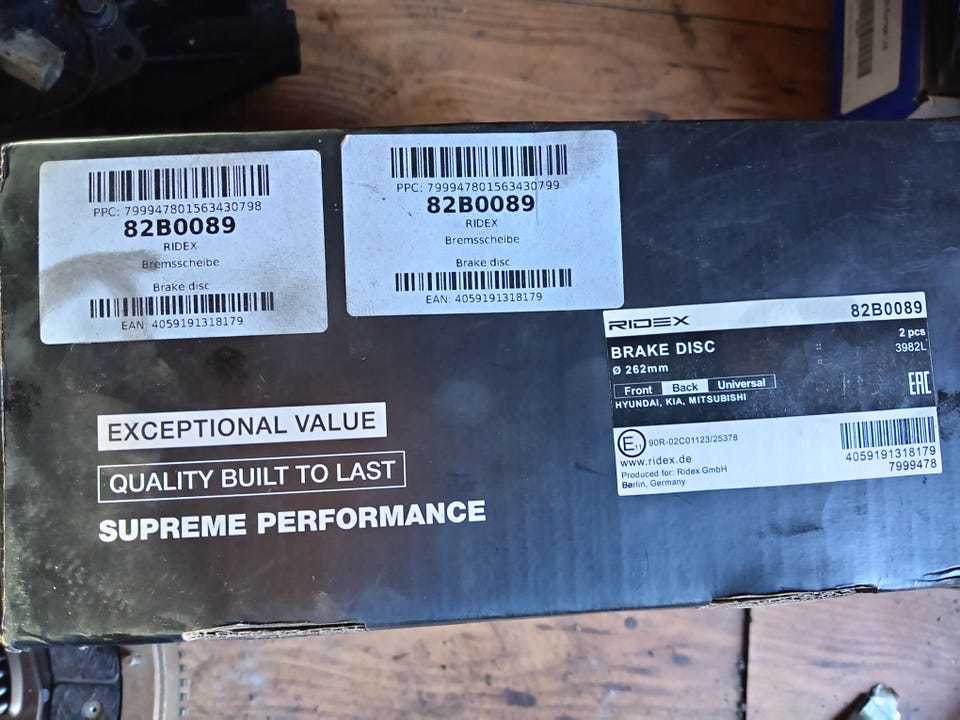 PPC: 799947801563430798
82B0089
RIDEX
Bremsscheibe
Brake disc
EAN: 4059191318179
PPC: 799947801563430799
82B0089
RIDEX
Bremsscheibe
Brake disc
EAN: 4059191318179
RIDEX 82B0089
2 pcs
BRAKE DISC 3982L
Ø 262mm
Front Back Universal EAC
HYUNDAI, KIA, MITSUBISHI
E11 90R-02C01123/25378
www.ridex.de 4059191318179
Produced for: Ridex GmbH 7999478
Berlin, Germany
EXCEPTIONAL VALUE
QUALITY BUILT TO LAST
SUPREME PERFORMANCE